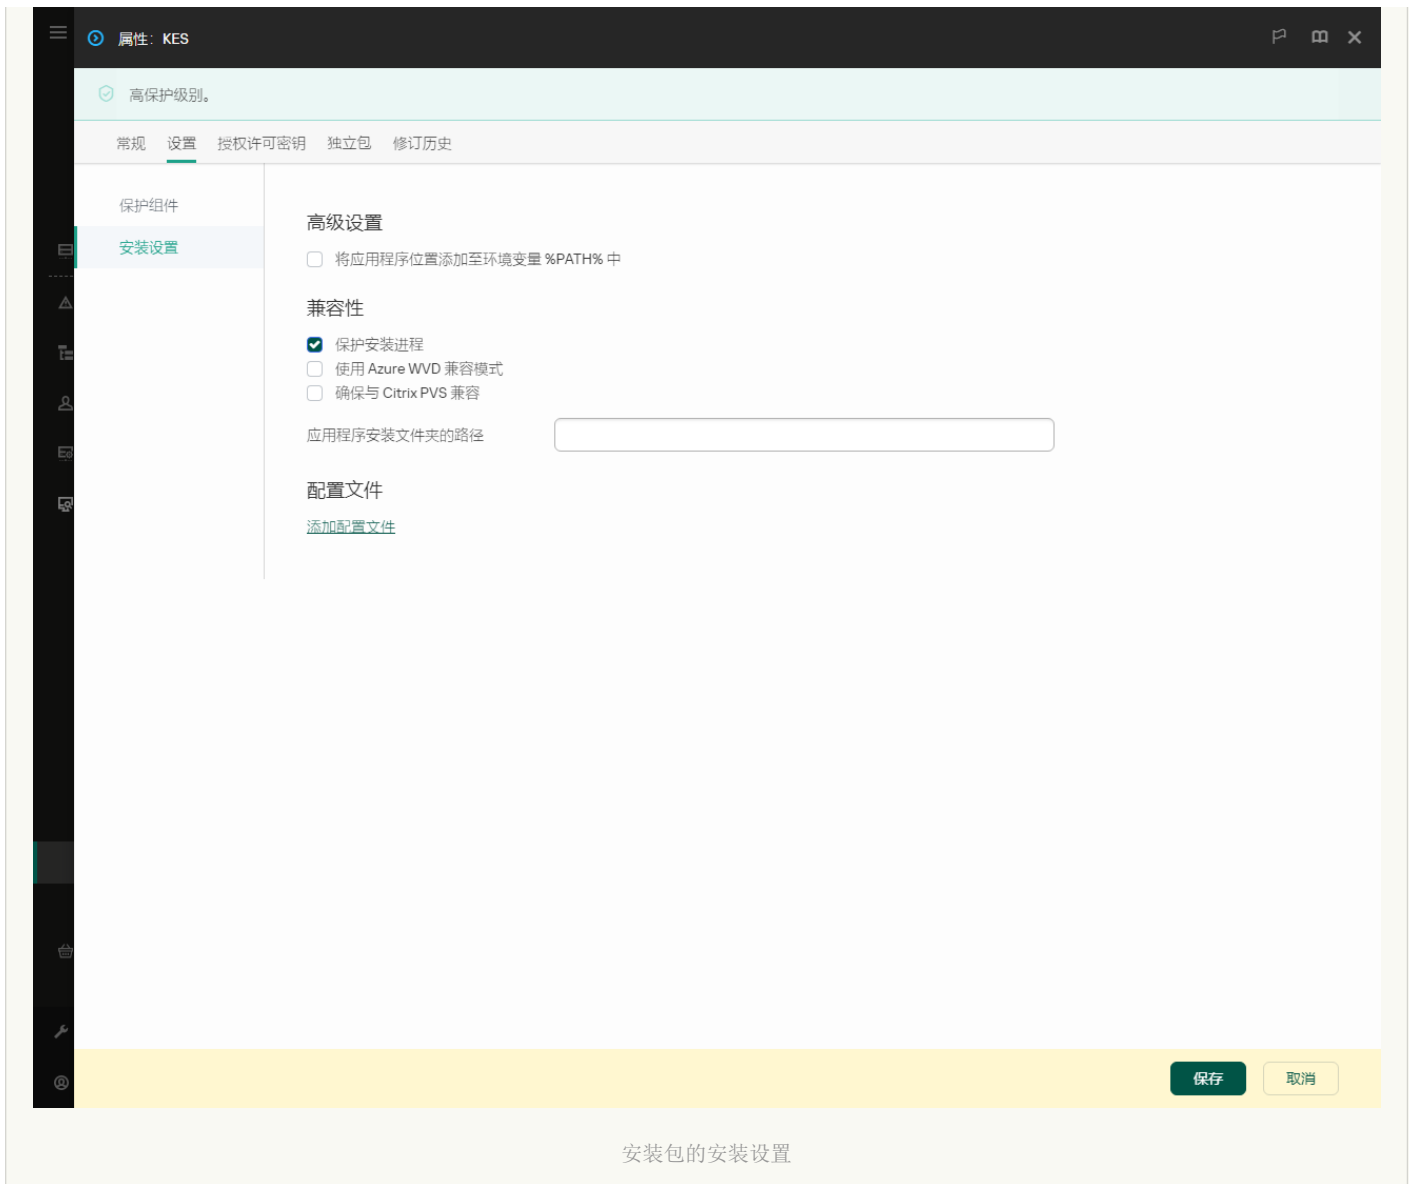 属性：KES
高保护级别。
常规 设置 授权许可密钥 独立包 修订历史
保护组件
安装设置
高级设置
将应用程序位置添加至环境变量 %PATH% 中
兼容性
保护安装进程
使用 Azure WVD 兼容模式
确保与 Citrix PVS 兼容
应用程序安装文件夹的路径
配置文件
添加配置文件
保存 取消
安装包的安装设置